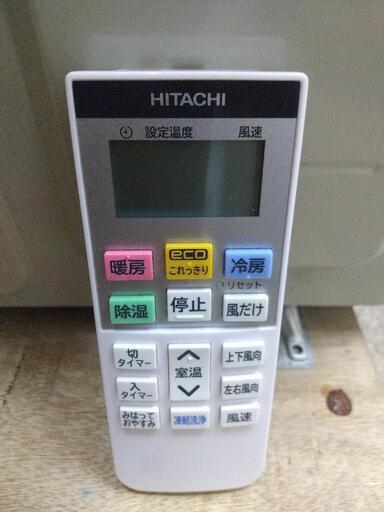 HITACHI
設定温度 風速
暖房
eco
これっきり
冷房
リセット
除湿
停止
風だけ
切
タイマー
室温
上下風向
入
タイマー
左右風向
みはって
おやすみ
凍結洗浄
風速